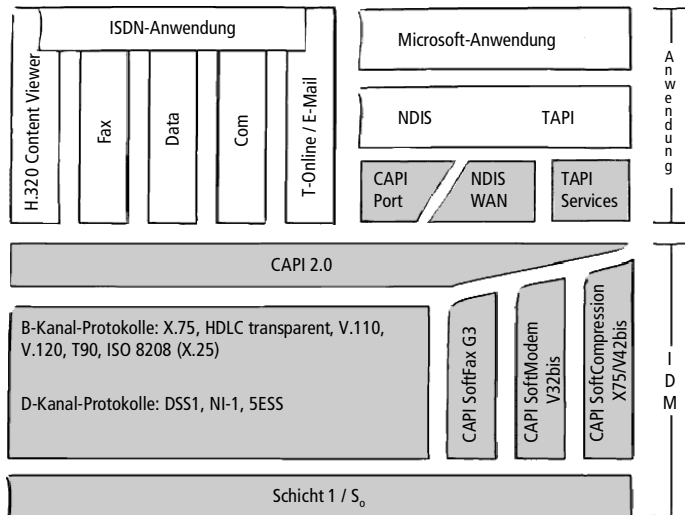 ISDN-Anwendung
H.320 Content Viewer
Fax
Data
Com
T-Online / E-Mail
Microsoft-Anwendung
NDIS TAPI
CAPI
Port
NDIS
WAN
TAPI
Services
Anwendung
CAPI 2.0
B-Kanal-Protokolle: X.75, HDLC transparent, V.110,
V.120, T90, ISO 8208 (X.25)
D-Kanal-Protokolle: DSS1, NI-1, 5ESS
CAPI SoftFax G3
CAPI SoftModem
V32bis
CAPI SoftCompression
X75/V42bis
IDM
Schicht 1 / S₀